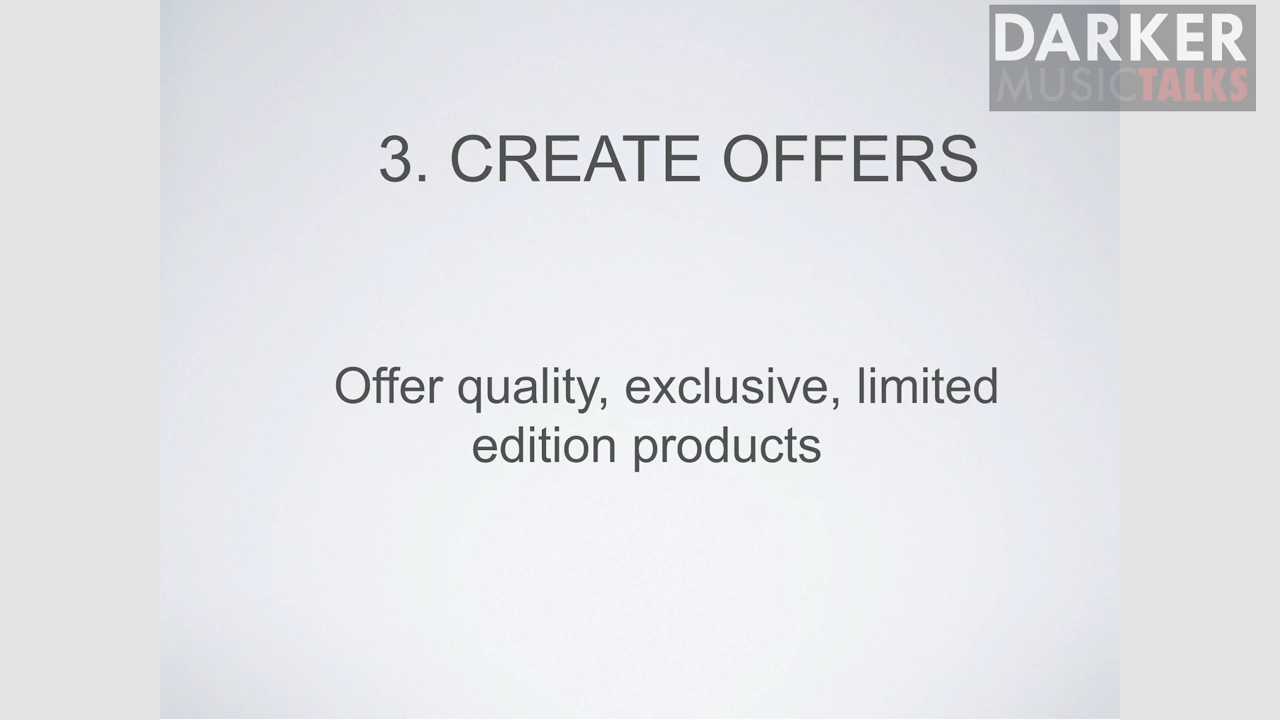 DARKER
MUSICTALKS
3. CREATE OFFERS
Offer quality, exclusive, limited
edition products